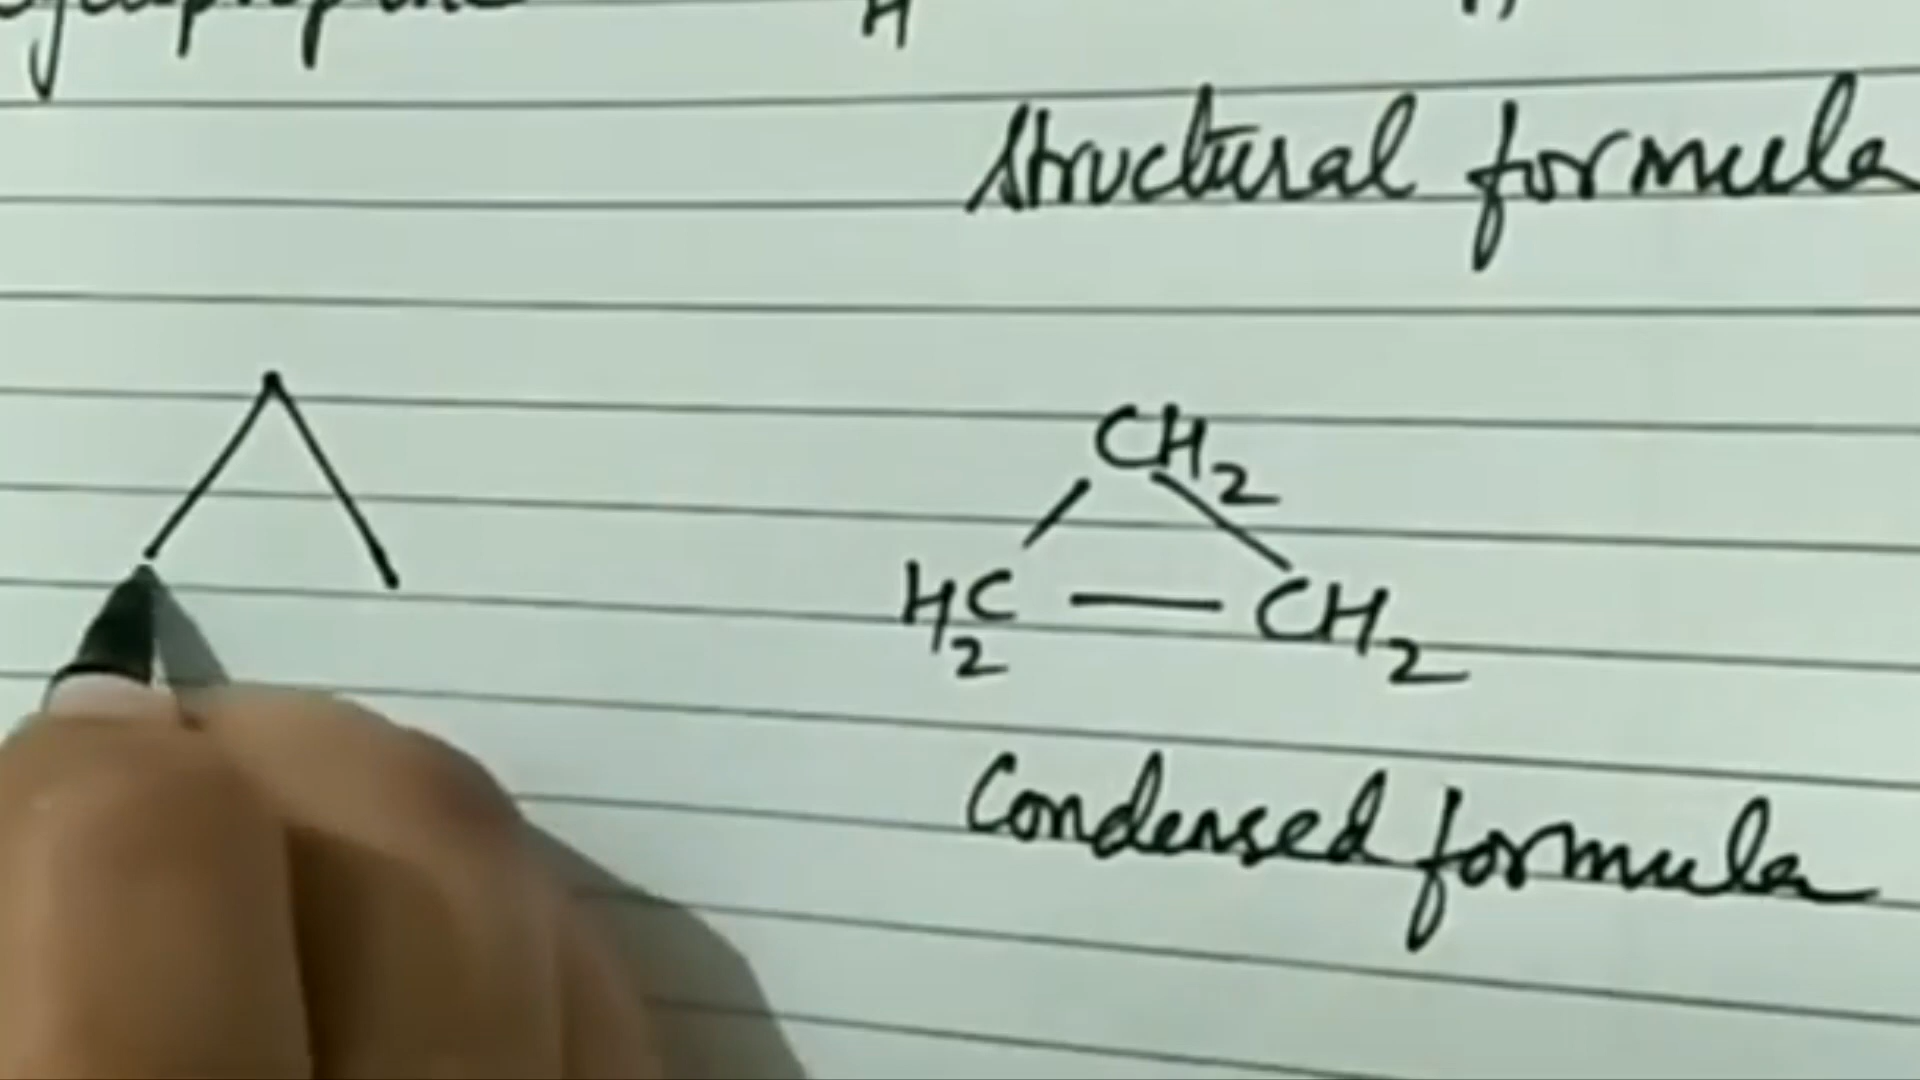 H
Structural formula
CH2
H2C — CH2
Condensed formula